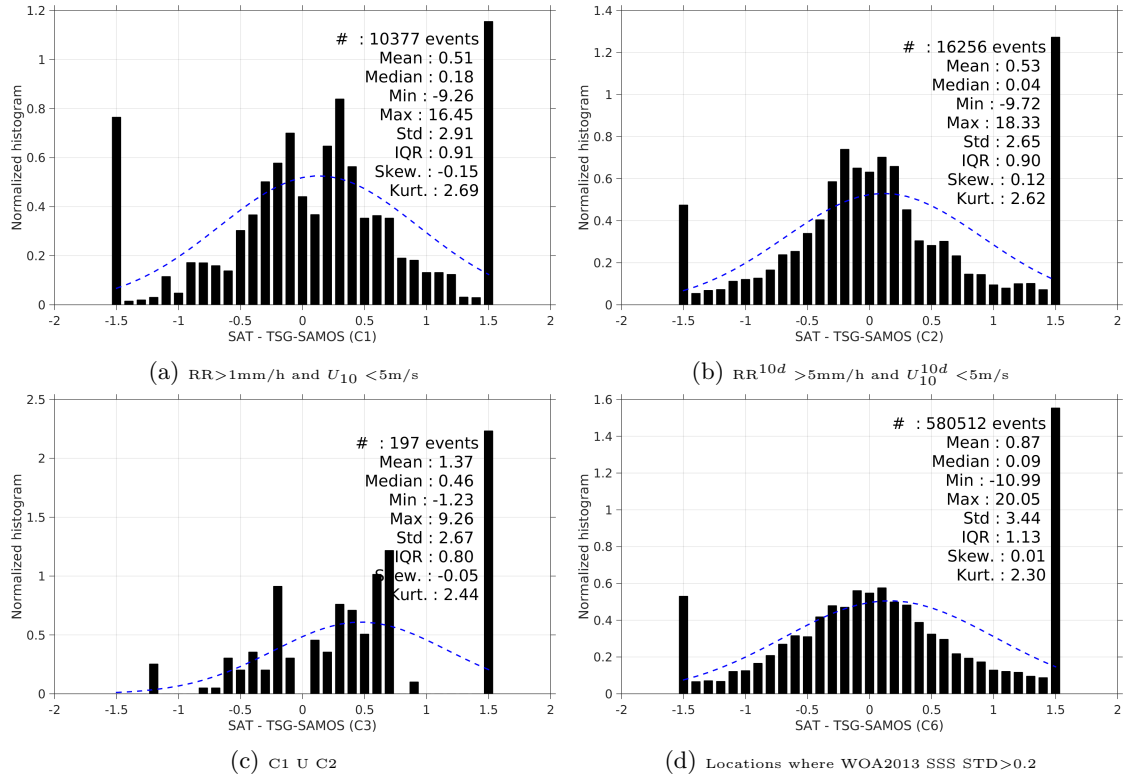 1.2
1
0.8
0.6
0.4
0.2
0
Normalized histogram
# : 10377 events
Mean : 0.51
Median : 0.18
Min : -9.26
Max : 16.45
Std : 2.91
IQR : 0.91
Skew. : -0.15
Kurt. : 2.69
-2 -1.5 -1 -0.5 0 0.5 1 1.5 2
SAT - TSG-SAMOS (C1)
(a) RR>1mm/h and U10 <5m/s
1.4
1.2
1
0.8
0.6
0.4
0.2
0
Normalized histogram
# : 16256 events
Mean : 0.53
Median : 0.04
Min : -9.72
Max : 18.33
Std : 2.65
IQR : 0.90
Skew. : 0.12
Kurt. : 2.62
-2 -1.5 -1 -0.5 0 0.5 1 1.5 2
SAT - TSG-SAMOS (C2)
(b) RR10d >5mm/h and U10d10 <5m/s
2.5
2
1.5
1
0.5
0
Normalized histogram
# : 197 events
Mean : 1.37
Median : 0.46
Min : -1.23
Max : 9.26
Std : 2.67
IQR : 0.80
Skew. : -0.05
Kurt. : 2.44
-2 -1.5 -1 -0.5 0 0.5 1 1.5 2
SAT - TSG-SAMOS (C3)
(c) C1 U C2
1.6
1.4
1.2
1
0.8
0.6
0.4
0.2
0
Normalized histogram
# : 580512 events
Mean : 0.87
Median : 0.09
Min : -10.99
Max : 20.05
Std : 3.44
IQR : 1.13
Skew. : 0.01
Kurt. : 2.30
-2 -1.5 -1 -0.5 0 0.5 1 1.5 2
SAT - TSG-SAMOS (C6)
(d) Locations where WOA2013 SSS STD>0.2